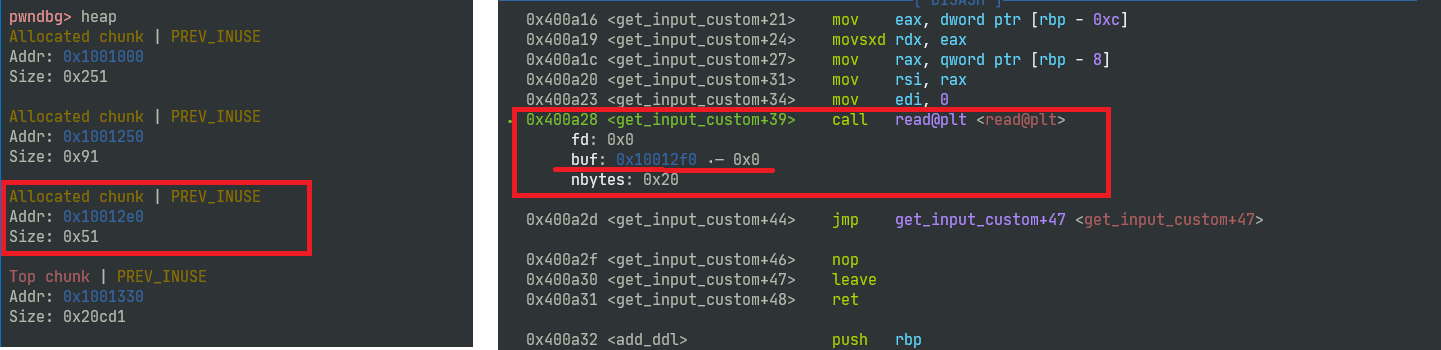 pwndbg> heap
Allocated chunk | PREV_INUSE
Addr: 0x1001000
Size: 0x251
Allocated chunk | PREV_INUSE
Addr: 0x1001250
Size: 0x91
Allocated chunk | PREV_INUSE
Addr: 0x10012e0
Size: 0x51
Top chunk | PREV_INUSE
Addr: 0x1001330
Size: 0x20cd1
[ DISASM ]
0x400a16 <get_input_custom+21> mov eax, dword ptr [rbp - 0xc]
0x400a19 <get_input_custom+24> movsxd rdx, eax
0x400a1c <get_input_custom+27> mov rax, qword ptr [rbp - 8]
0x400a20 <get_input_custom+31> mov rsi, rax
0x400a23 <get_input_custom+34> mov edi, 0
► 0x400a28 <get_input_custom+39> call read@plt <read@plt>
fd: 0x0
buf: 0x10012f0 ◂— 0x0
nbytes: 0x20
0x400a2d <get_input_custom+44> jmp get_input_custom+47 <get_input_custom+47>
0x400a2f <get_input_custom+46> nop
0x400a30 <get_input_custom+47> leave
0x400a31 <get_input_custom+48> ret
0x400a32 <add_ddl> push rbp